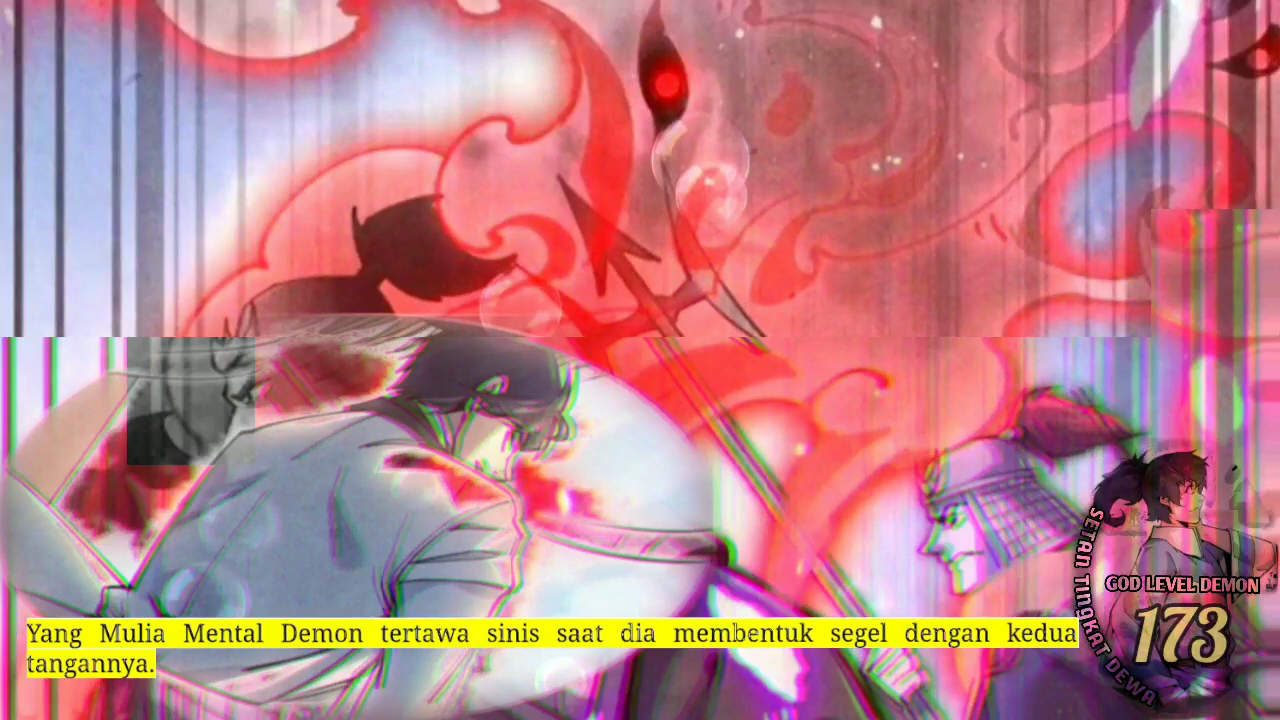 Yang Mulia Mental Demon tertawa sinis saat dia membentuk segel dengan kedua
tangannya.
SETAN TINGKAT DEWA
GOD LEVEL DEMON
173